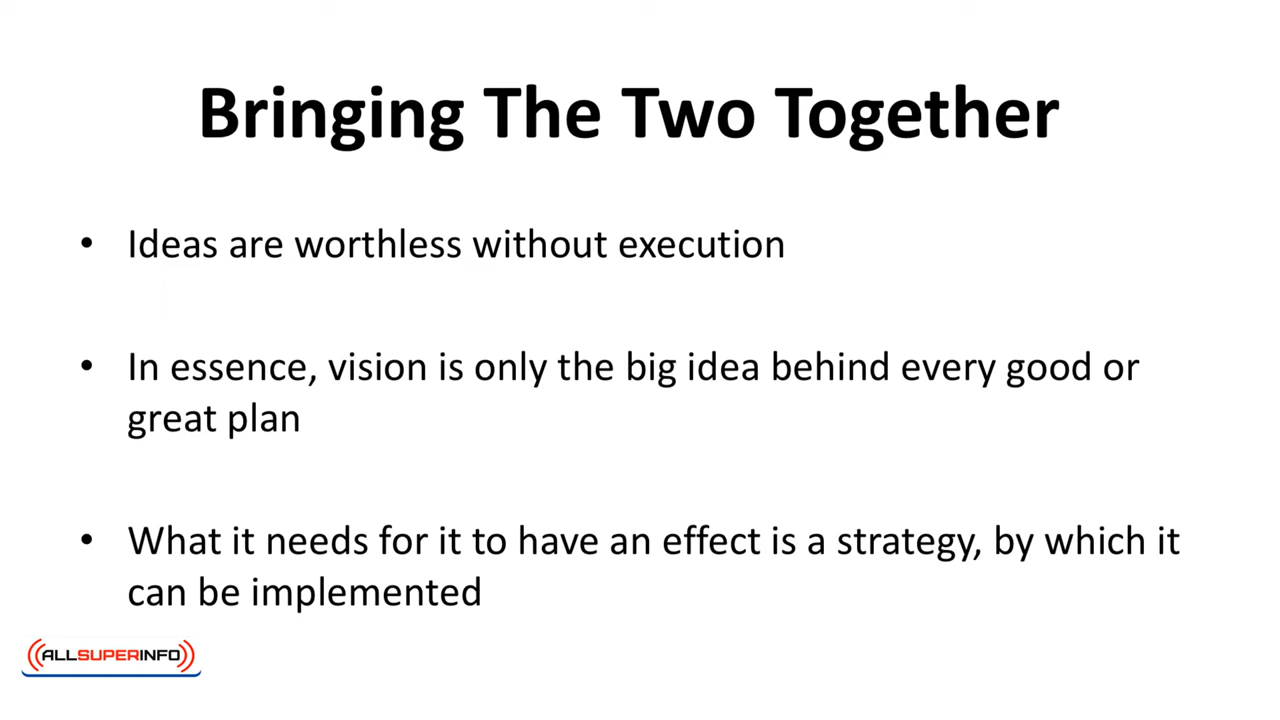 Bringing The Two Together
• Ideas are worthless without execution
• In essence, vision is only the big idea behind every good or
great plan
• What it needs for it to have an effect is a strategy, by which it
can be implemented
ALLSUPERINFO